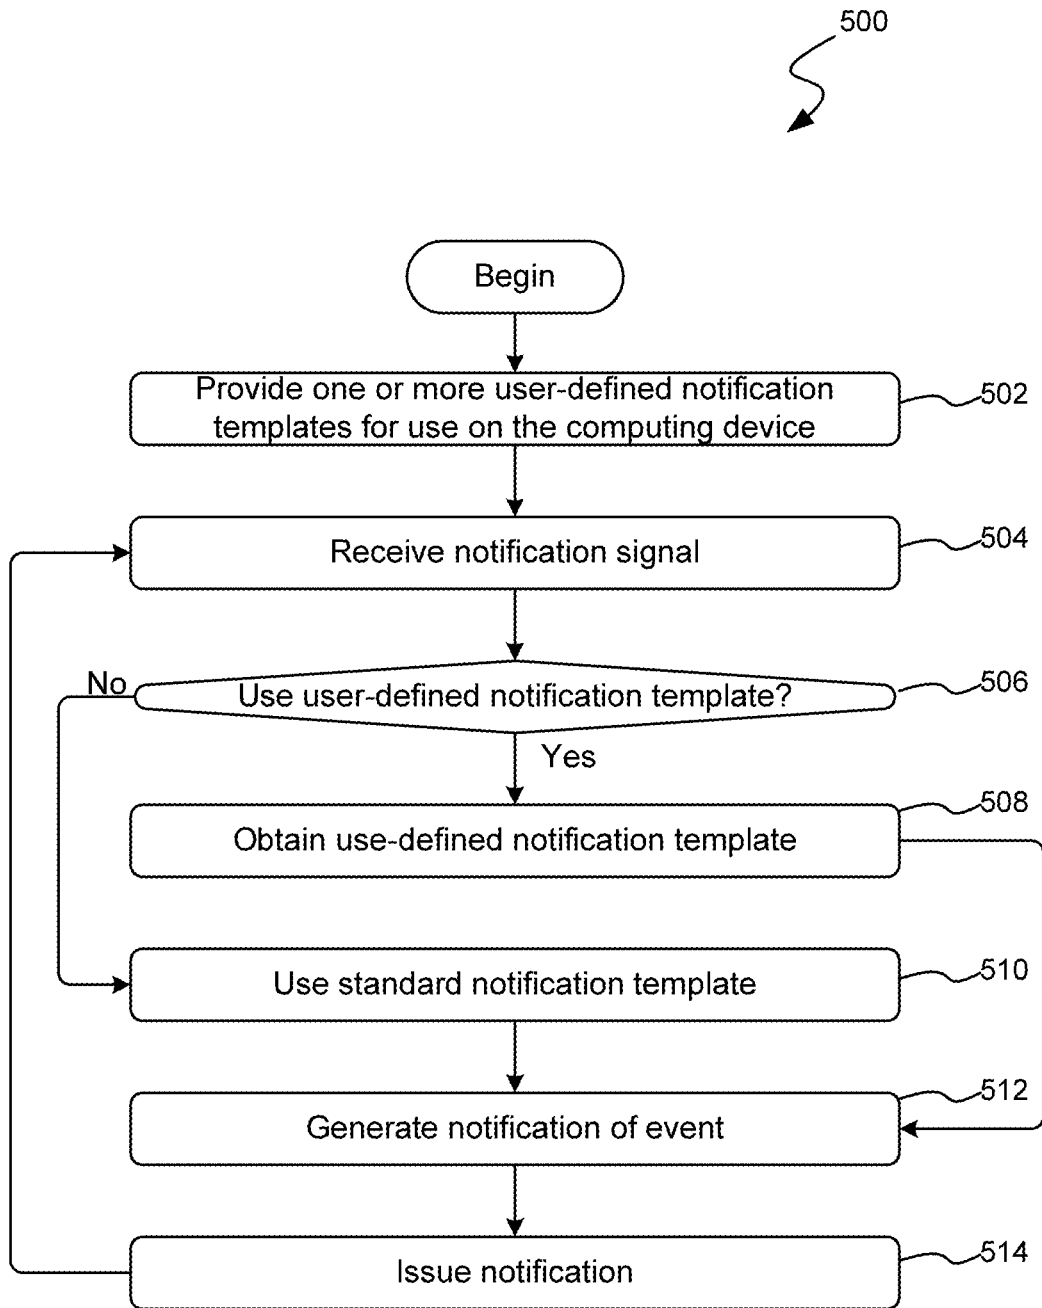 500
Begin
Provide one or more user-defined notification
templates for use on the computing device
502
Receive notification signal
504
No
Use user-defined notification template?
506
Yes
Obtain use-defined notification template
508
Use standard notification template
510
Generate notification of event
512
Issue notification
514